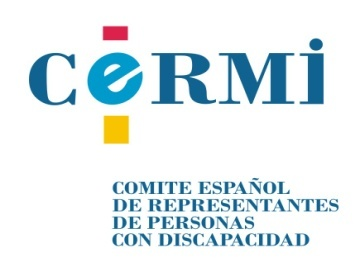 CeRMi
COMITE ESPAÑOL
DE REPRESENTANTES
DE PERSONAS
CON DISCAPACIDAD